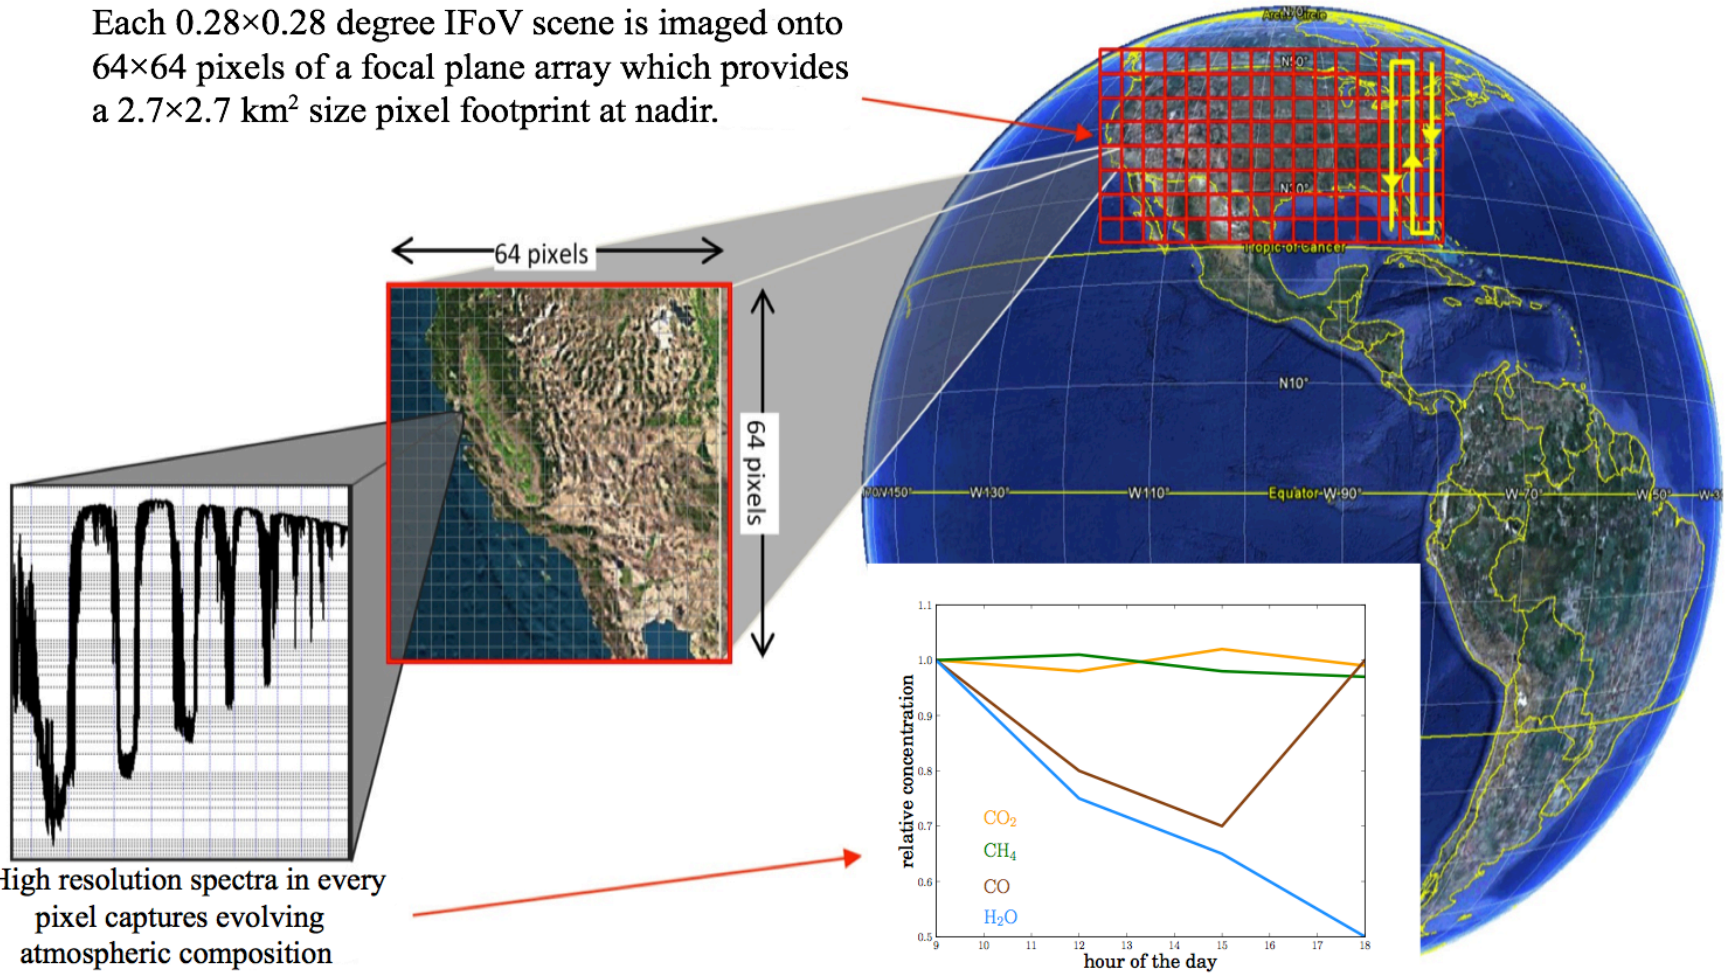 Each 0.28×0.28 degree IFoV scene is imaged onto
64×64 pixels of a focal plane array which provides
a 2.7×2.7 km² size pixel footprint at nadir.
Arctic Circle
N50°
N30°
Tropic of Cancer
64 pixels
64 pixels
N10°
W150°
W130°
W110°
Equator
W-90°
W-70°
W-50°
High resolution spectra in every
pixel captures evolving
atmospheric composition
relative concentration
1.1
1.0
0.9
0.8
0.7
0.6
0.5
CO₂
CH₄
CO
H₂O
9 10 11 12 13 14 15 16 17 18
hour of the day